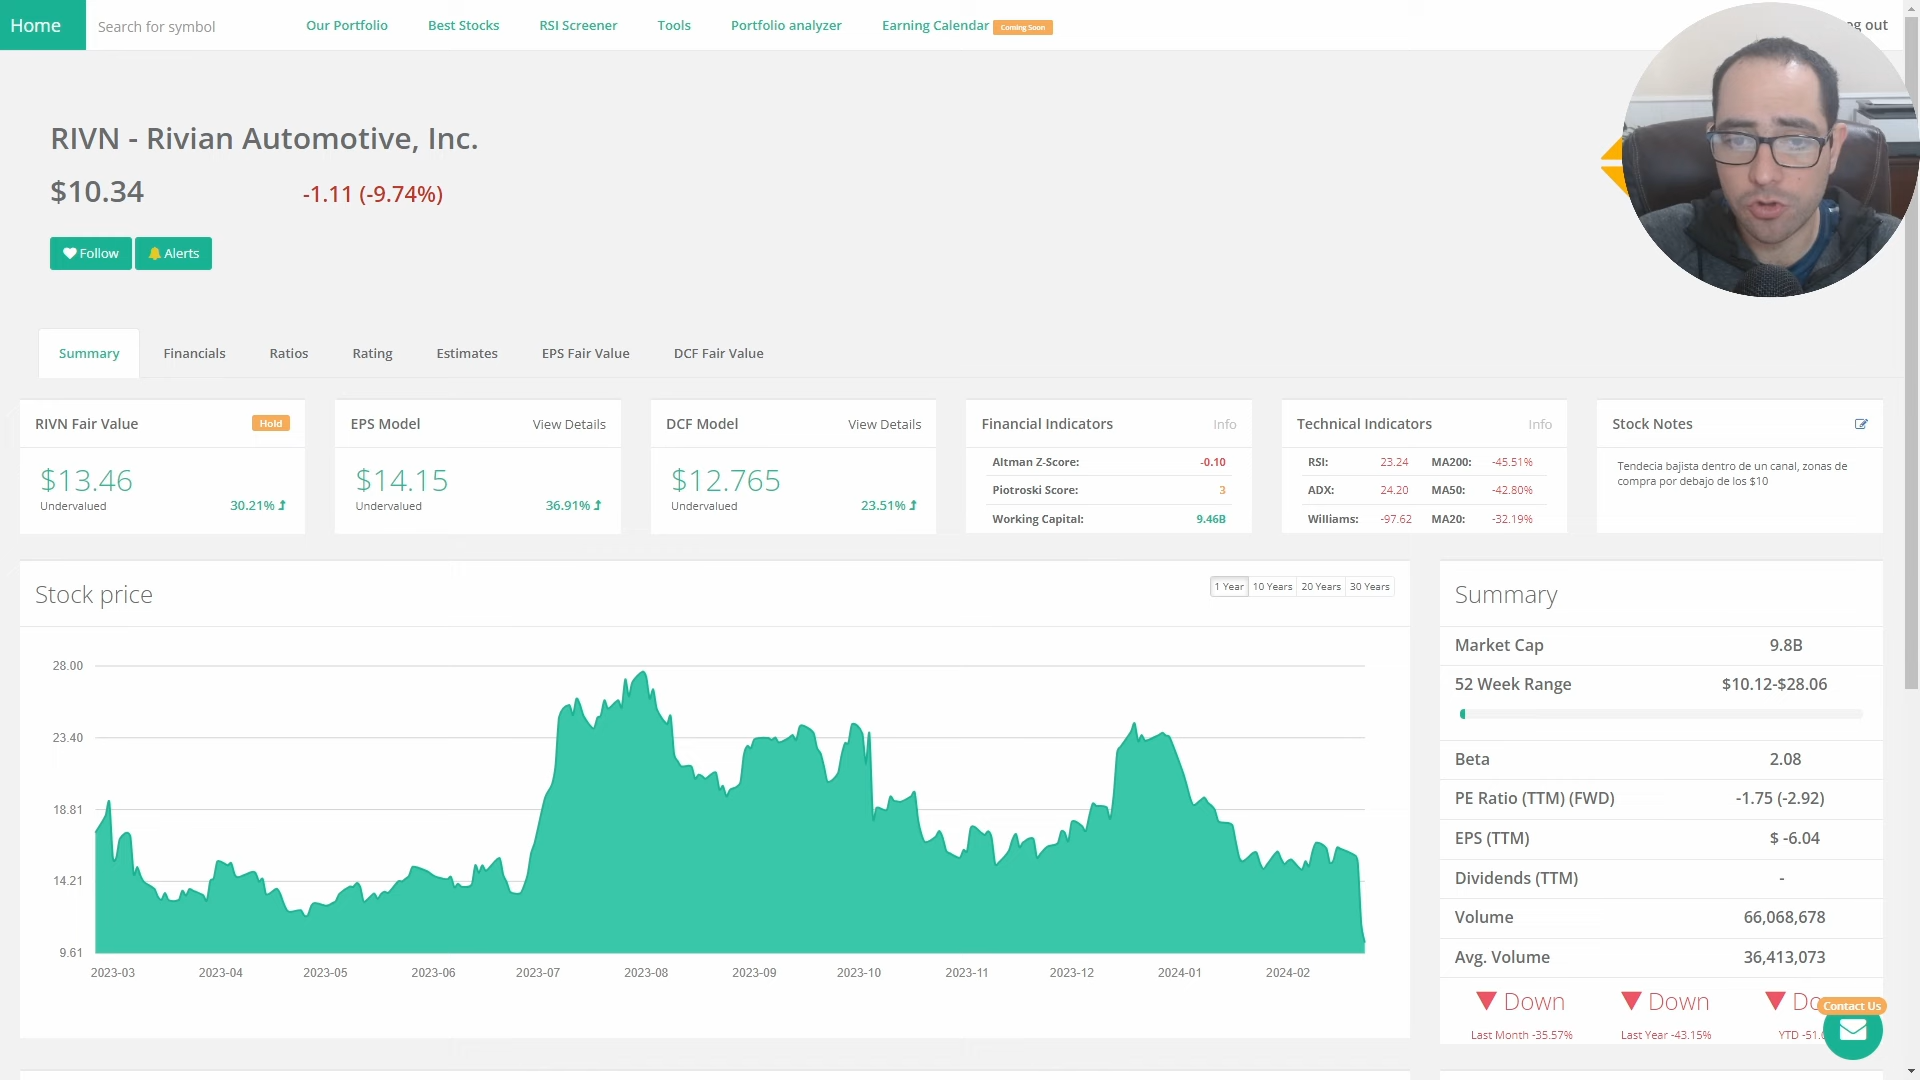 Home
Search for symbol
Our Portfolio
Best Stocks
RSI Screener
Tools
Portfolio analyzer
Earning Calendar Coming Soon
out
RIVN - Rivian Automotive, Inc.
$10.34
-1.11 (-9.74%)
Follow
Alerts
Summary
Financials
Ratios
Rating
Estimates
EPS Fair Value
DCF Fair Value
RIVN Fair Value Hold
$13.46
Undervalued
30.21%
EPS Model View Details
$14.15
Undervalued
36.91%
DCF Model View Details
$12.765
Undervalued
23.51%
Financial Indicators Info
Altman Z-Score: -0.10
Piotroski Score: 3
Working Capital: 9.46B
Technical Indicators Info
RSI: 23.24 MA200: -45.51%
ADX: 24.20 MA50: -42.80%
Williams: -97.62 MA20: -32.19%
Stock Notes
Tendecia bajista dentro de un canal, zonas de
compra por debajo de los $10
Stock price
1 Year 10 Years 20 Years 30 Years
28.00
23.40
18.81
14.21
9.61
2023-03 2023-04 2023-05 2023-06 2023-07 2023-08 2023-09 2023-10 2023-11 2023-12 2024-01 2024-02
Summary
Market Cap 9.8B
52 Week Range $10.12-$28.06
Beta 2.08
PE Ratio (TTM) (FWD) -1.75 (-2.92)
EPS (TTM) $ -6.04
Dividends (TTM) -
Volume 66,068,678
Avg. Volume 36,413,073
Down
Last Month -35.57%
Down
Last Year -43.15%
YTD
Contact Us